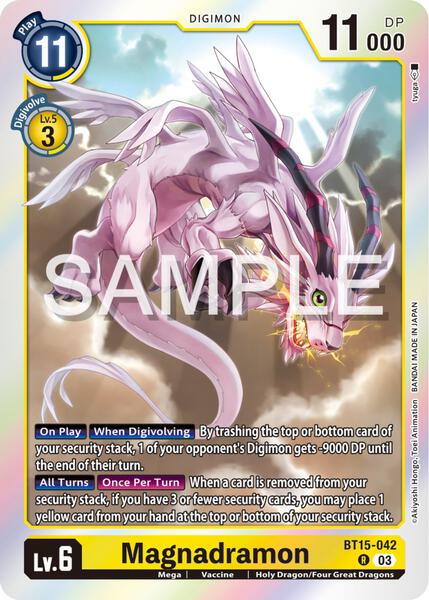 Play
11
DIGIMON
11000
DP
Digivolve
Lv.5
3
tyuga
SAMPLE
[On Play] [When Digivolving] By trashing the top or bottom card of
your security stack, 1 of your opponent's Digimon gets -9000 DP until
the end of their turn.
[All Turns] [Once Per Turn] When a card is removed from your
security stack, if you have 3 or fewer security cards, you may place 1
yellow card from your hand at the top or bottom of your security stack.
©Akiyoshi Hongo, Toei Animation BANDAI MADE IN JAPAN
Lv.6
Magnadramon
BT15-042
R 03
Mega | Vaccine | Holy Dragon/Four Great Dragons